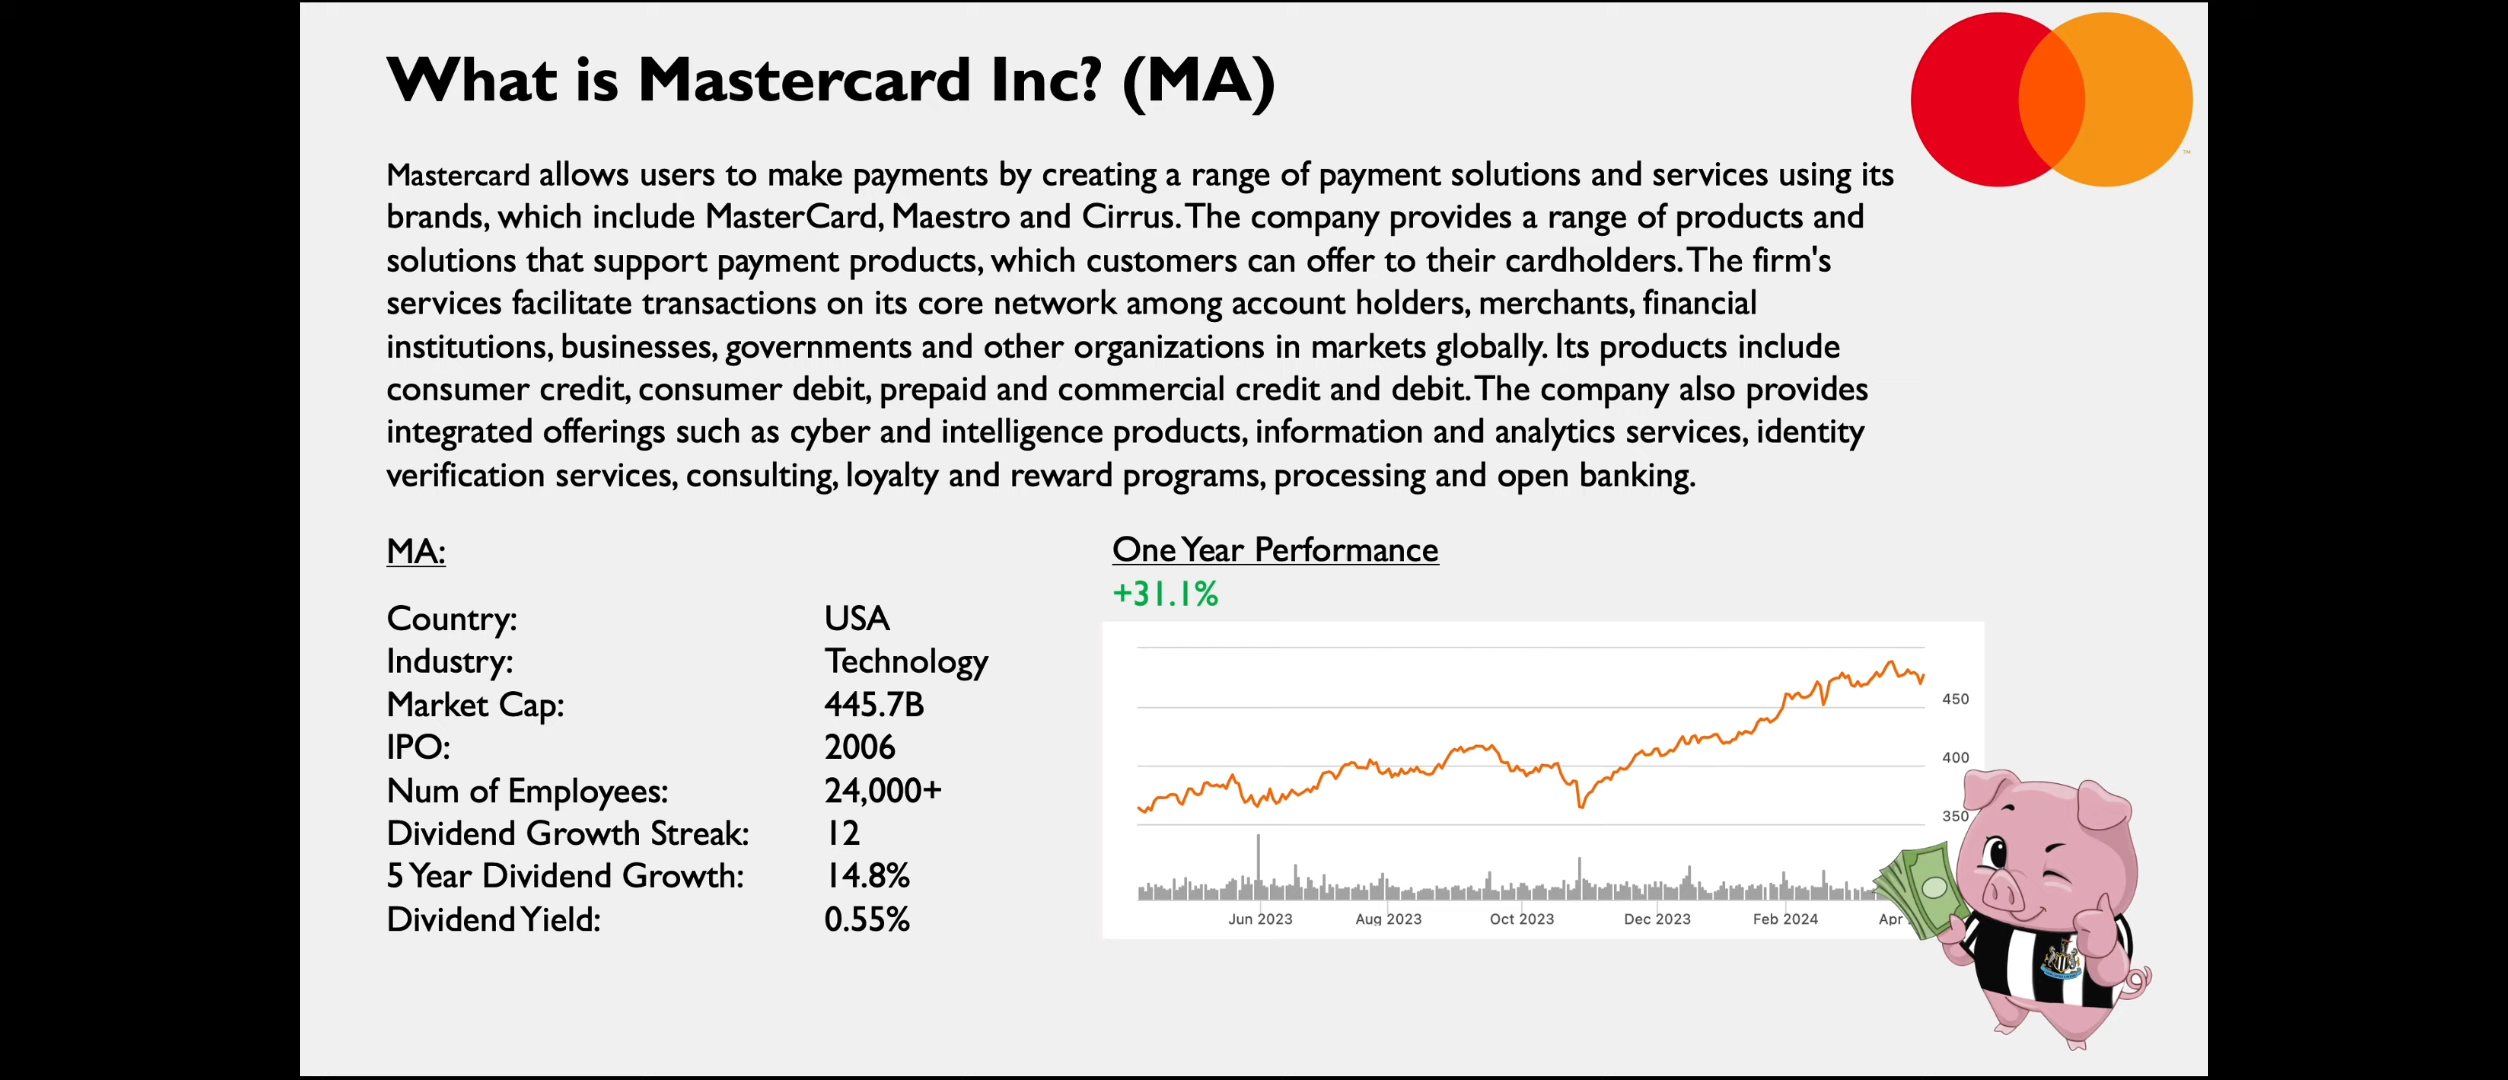 What is Mastercard Inc? (MA)
Mastercard allows users to make payments by creating a range of payment solutions and services using its
brands, which include MasterCard, Maestro and Cirrus. The company provides a range of products and
solutions that support payment products, which customers can offer to their cardholders. The firm's
services facilitate transactions on its core network among account holders, merchants, financial
institutions, businesses, governments and other organizations in markets globally. Its products include
consumer credit, consumer debit, prepaid and commercial credit and debit. The company also provides
integrated offerings such as cyber and intelligence products, information and analytics services, identity
verification services, consulting, loyalty and reward programs, processing and open banking.
MA:
Country: USA
Industry: Technology
Market Cap: 445.7B
IPO: 2006
Num of Employees: 24,000+
Dividend Growth Streak: 12
5 Year Dividend Growth: 14.8%
Dividend Yield: 0.55%
One Year Performance
+31.1%
450
400
350
Jun 2023 Aug 2023 Oct 2023 Dec 2023 Feb 2024 Apr
TM